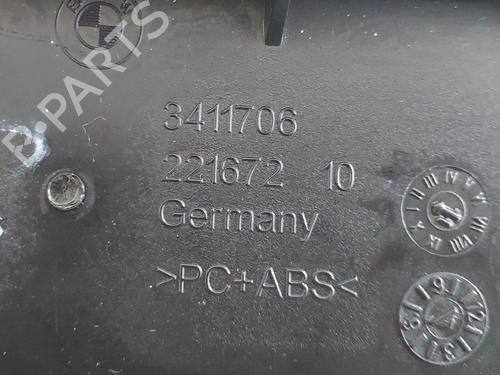 B-PARTS
3411706
221672 10
Germany
>PC+ABS<